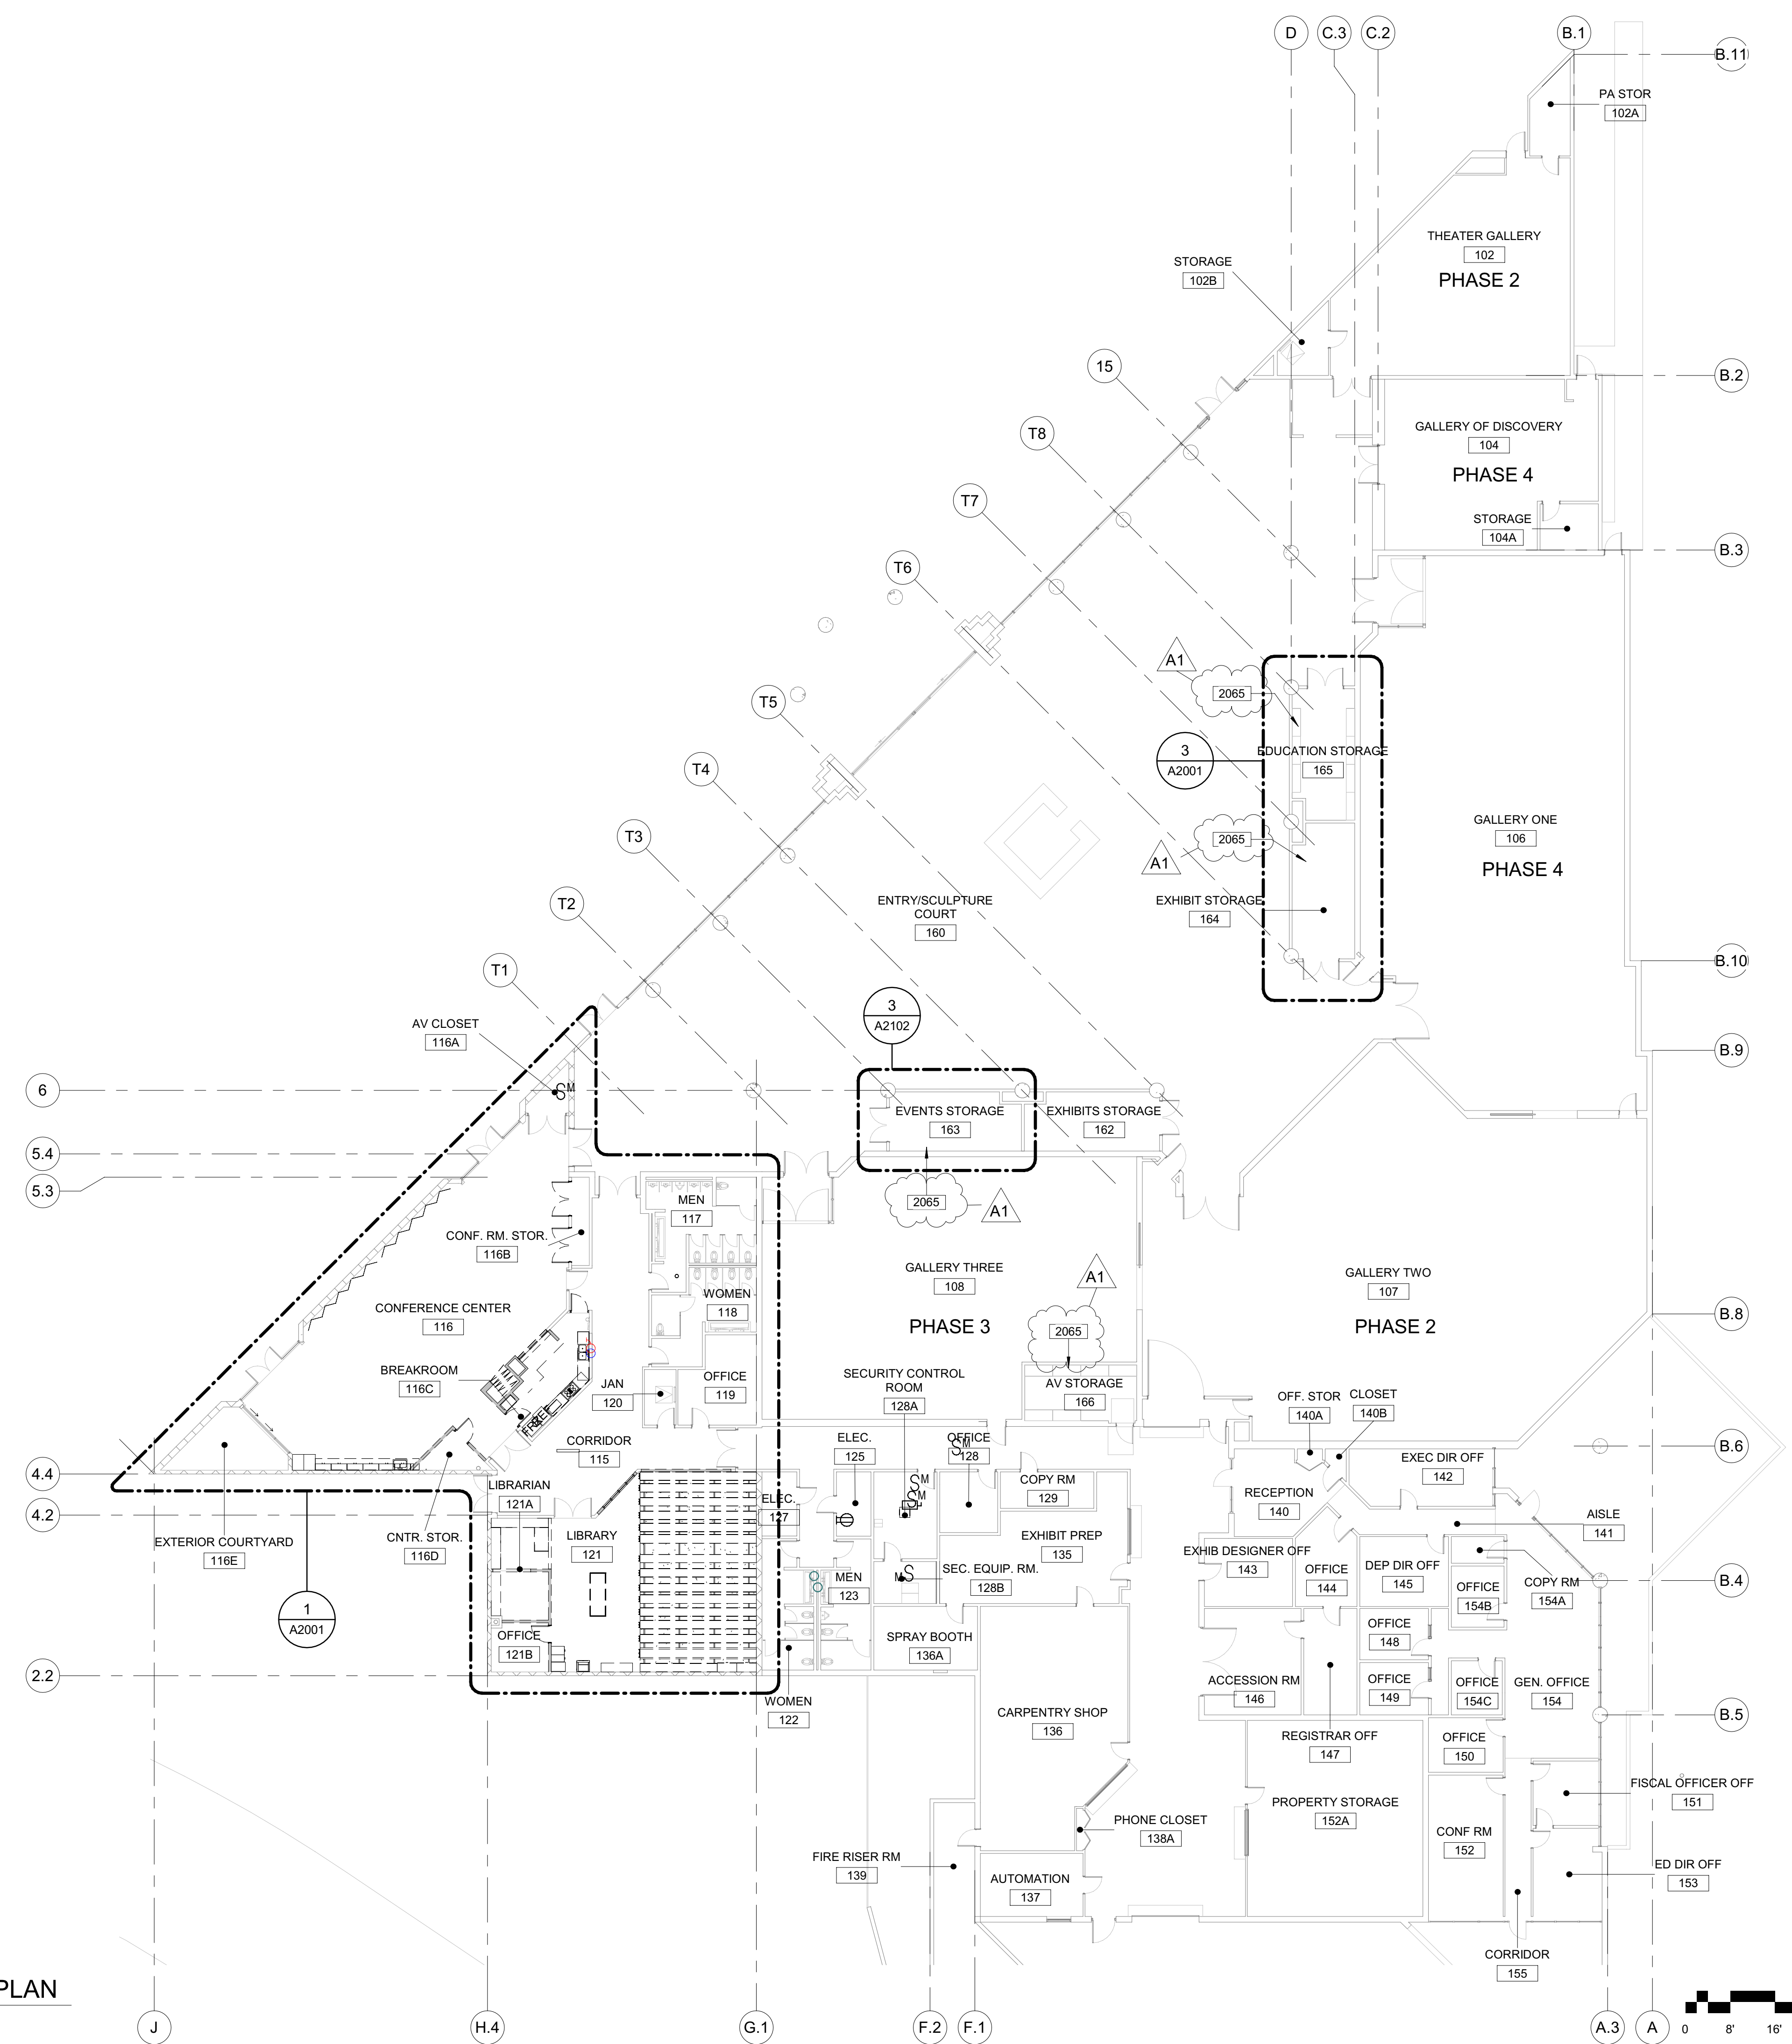 D
C.3
C.2
B.1
B.11
PA STOR
102A
THEATER GALLERY
102
PHASE 2
STORAGE
102B
B.2
15
GALLERY OF DISCOVERY
104
PHASE 4
T8
T7
STORAGE
104A
B.3
T6
A1
2065
T5
3
A2001
EDUCATION STORAGE
165
T4
T3
2065
A1
GALLERY ONE
106
PHASE 4
ENTRY/SCULPTURE
COURT
160
EXHIBIT STORAGE
164
T2
T1
B.10
3
A2102
AV CLOSET
116A
B.9
6
SM
EVENTS STORAGE
163
EXHIBITS STORAGE
162
5.4
5.3
2065
A1
MEN
117
CONF. RM. STOR.
116B
GALLERY THREE
108
PHASE 3
A1
GALLERY TWO
107
PHASE 2
WOMEN
118
CONFERENCE CENTER
116
B.8
2065
BREAKROOM
116C
JAN
120
OFFICE
119
SECURITY CONTROL
ROOM
128A
AV STORAGE
166
OFF. STOR
140A
CLOSET
140B
CORRIDOR
115
ELEC.
125
OFFICE
128
SM
B.6
4.4
EXEC DIR OFF
142
LIBRARIAN
121A
ELEC.
127
SM
SM
COPY RM
129
RECEPTION
140
4.2
EXTERIOR COURTYARD
116E
CNTR. STOR.
116D
LIBRARY
121
EXHIBIT PREP
135
AISLE
141
EXHIB DESIGNER OFF
143
OFFICE
144
DEP DIR OFF
145
MEN
123
MS
SEC. EQUIP. RM.
128B
OFFICE
154B
COPY RM
154A
B.4
1
A2001
OFFICE
121B
SPRAY BOOTH
136A
OFFICE
148
2.2
ACCESSION RM
146
OFFICE
149
OFFICE
154C
GEN. OFFICE
154
WOMEN
122
CARPENTRY SHOP
136
B.5
REGISTRAR OFF
147
OFFICE
150
FISCAL OFFICER OFF
151
PROPERTY STORAGE
152A
PHONE CLOSET
138A
CONF RM
152
FIRE RISER RM
139
AUTOMATION
137
ED DIR OFF
153
CORRIDOR
155
PLAN
J
H.4
G.1
F.2
F.1
A.3
A
0 8' 16'